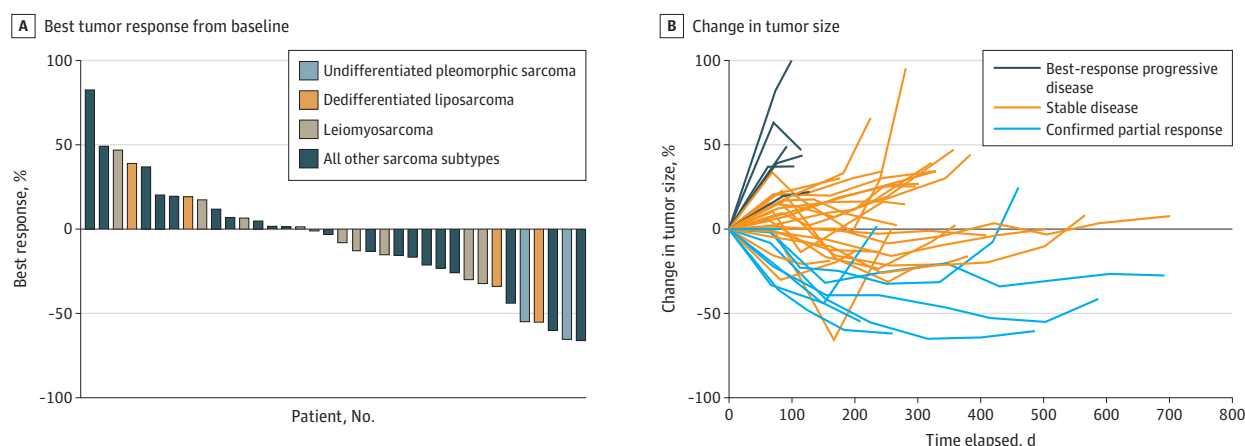 A Best tumor response from baseline
100
50
0
-50
-100
Best response, %
Patient, No.
Undifferentiated pleomorphic sarcoma
Dedifferentiated liposarcoma
Leiomyosarcoma
All other sarcoma subtypes
B Change in tumor size
100
50
0
-50
-100
Change in tumor size, %
0 100 200 300 400 500 600 700 800
Time elapsed, d
Best-response progressive
disease
Stable disease
Confirmed partial response